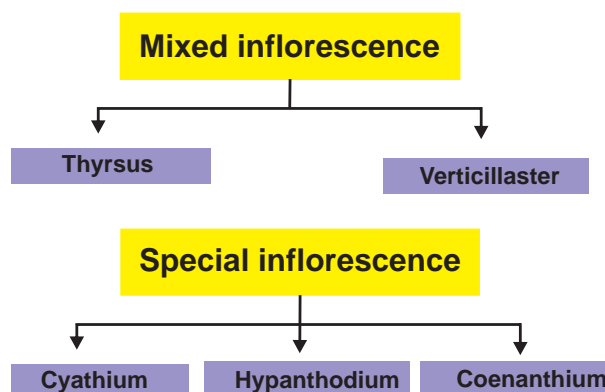 Mixed inflorescence
Thyrsus
Verticillaster
Special inflorescence
Cyathium
Hypanthodium
Coenanthium